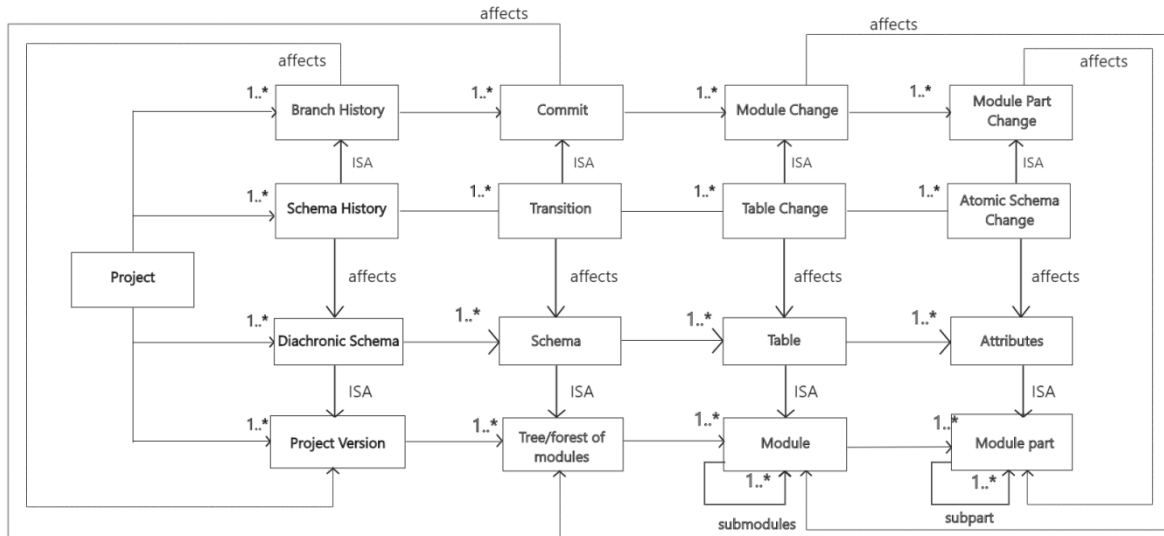 affects
affects
affects
affects
1..*
Branch History
1..*
Commit
1..*
Module Change
1..*
Module Part
Change
ISA
ISA
ISA
ISA
1..*
Schema History
1..*
Transition
1..*
Table Change
1..*
Atomic Schema
Change
Project
affects
affects
affects
affects
1..*
Diachronic Schema
1..*
Schema
1..*
Table
1..*
Attributes
ISA
ISA
ISA
ISA
1..*
Project Version
1..*
Tree/forest of
modules
1..*
Module
1..*
Module part
1..*
submodules
1..*
subpart